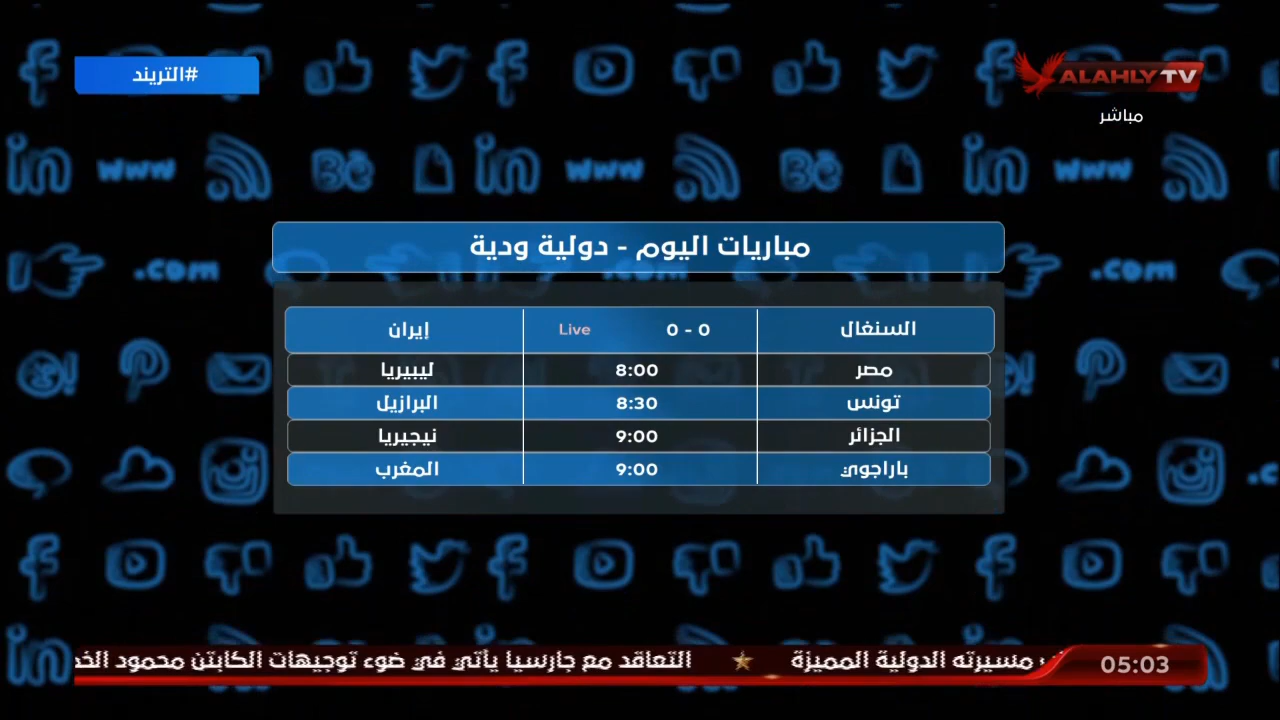 #التريند
ALAHLY TV
مباشر
مباريات اليوم - دولية ودية
السنغال 0 - 0 Live إيران
مصر 8:00 ليبيريا
تونس 8:30 البرازيل
الجزائر 9:00 نيجيريا
باراجوي 9:00 المغرب
05:03
مسيرته الدولية المميزة ★ التعاقد مع جارسيا يأتي في ضوء توجيهات الكابتن محمود